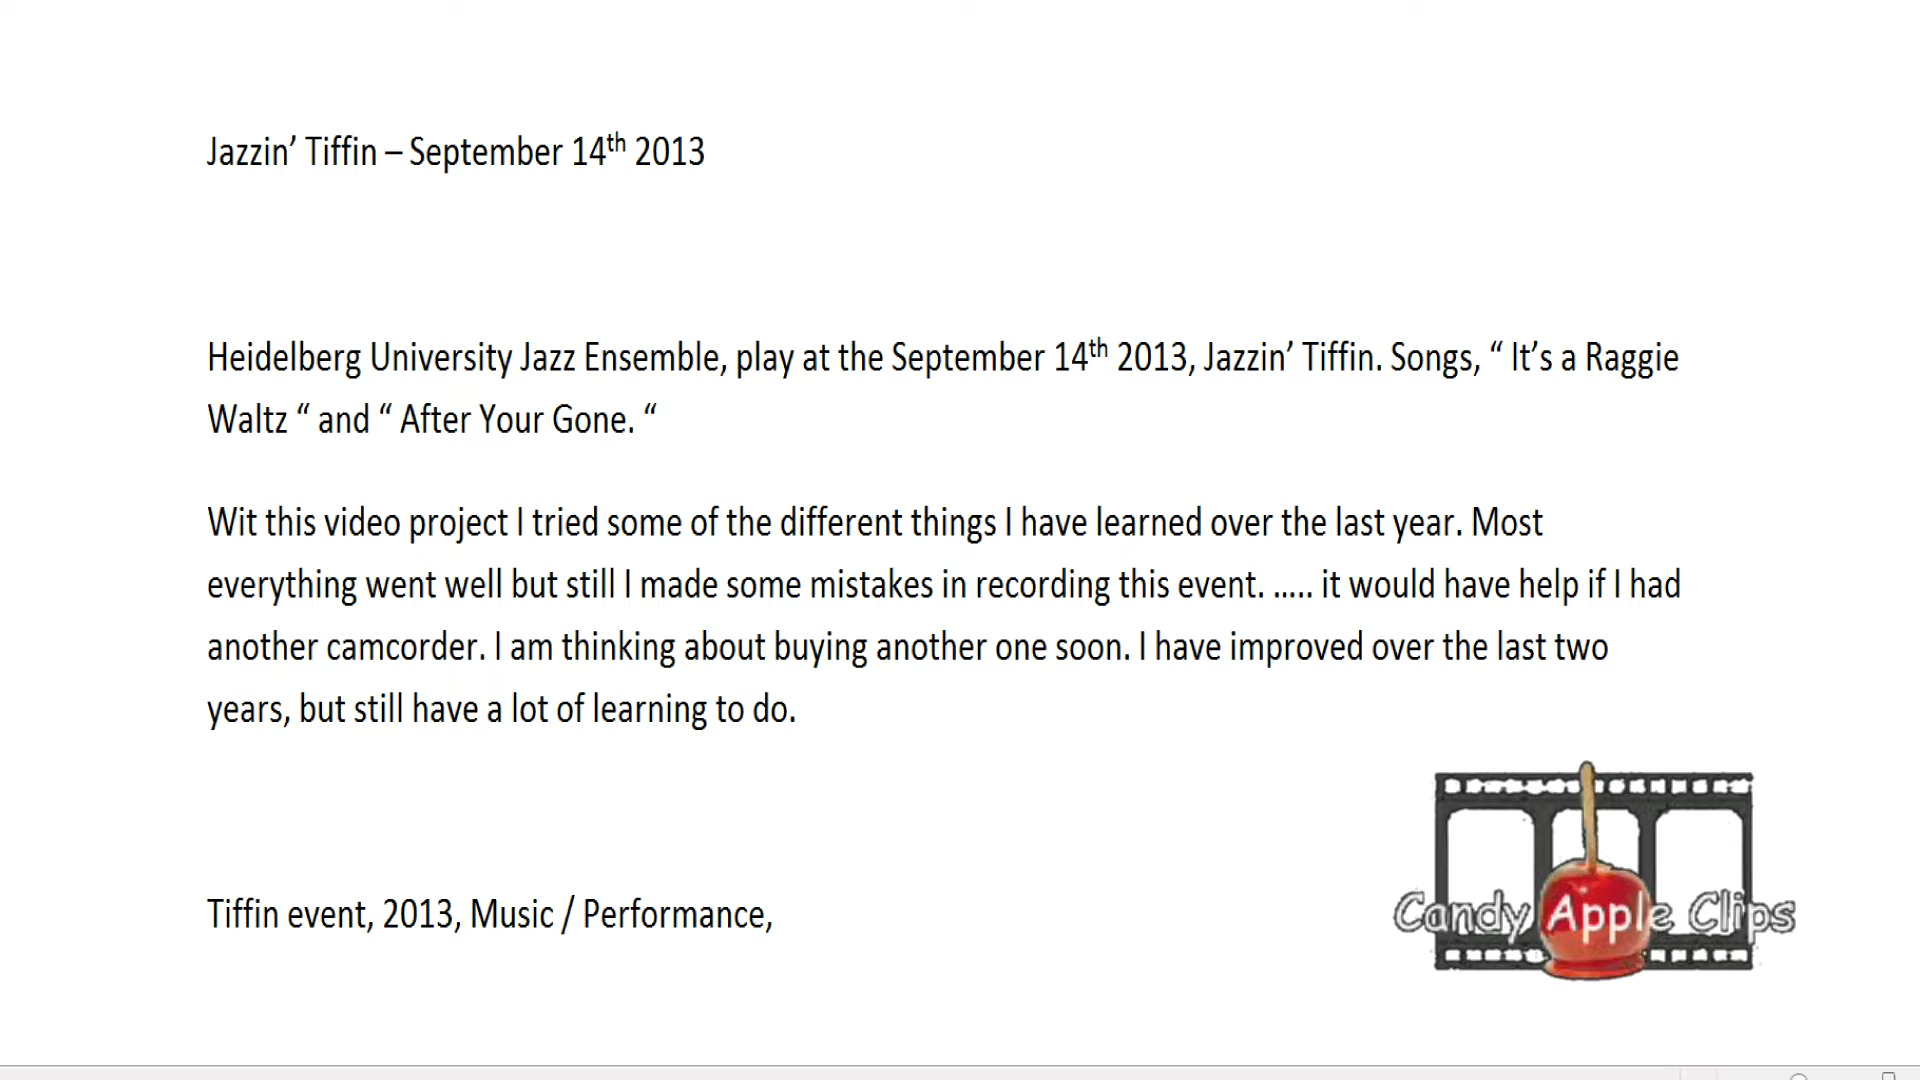 Jazzin’ Tiffin – September 14th 2013
Heidelberg University Jazz Ensemble, play at the September 14th 2013, Jazzin’ Tiffin. Songs, “ It’s a Raggie
Waltz “ and “ After Your Gone. “
Wit this video project I tried some of the different things I have learned over the last year. Most
everything went well but still I made some mistakes in recording this event. ….. it would have help if I had
another camcorder. I am thinking about buying another one soon. I have improved over the last two
years, but still have a lot of learning to do.
Tiffin event, 2013, Music / Performance,
Candy Apple Clips